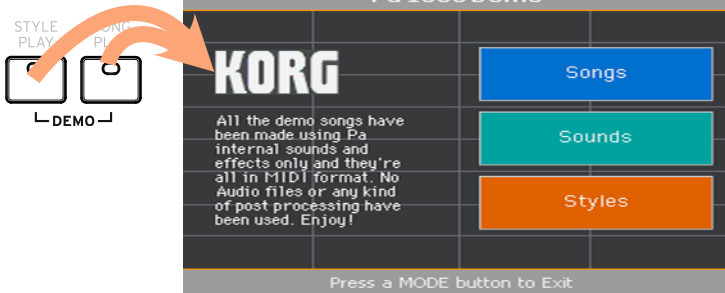 STYLE
PLAY
DEMO
Pa1000 Demo
KORG
All the demo songs have
been made using Pa
internal sounds and
effects only and they're
all in MIDI format. No
Audio files or any kind
of post processing have
been used. Enjoy!
Songs
Sounds
Styles
Press a MODE button to Exit